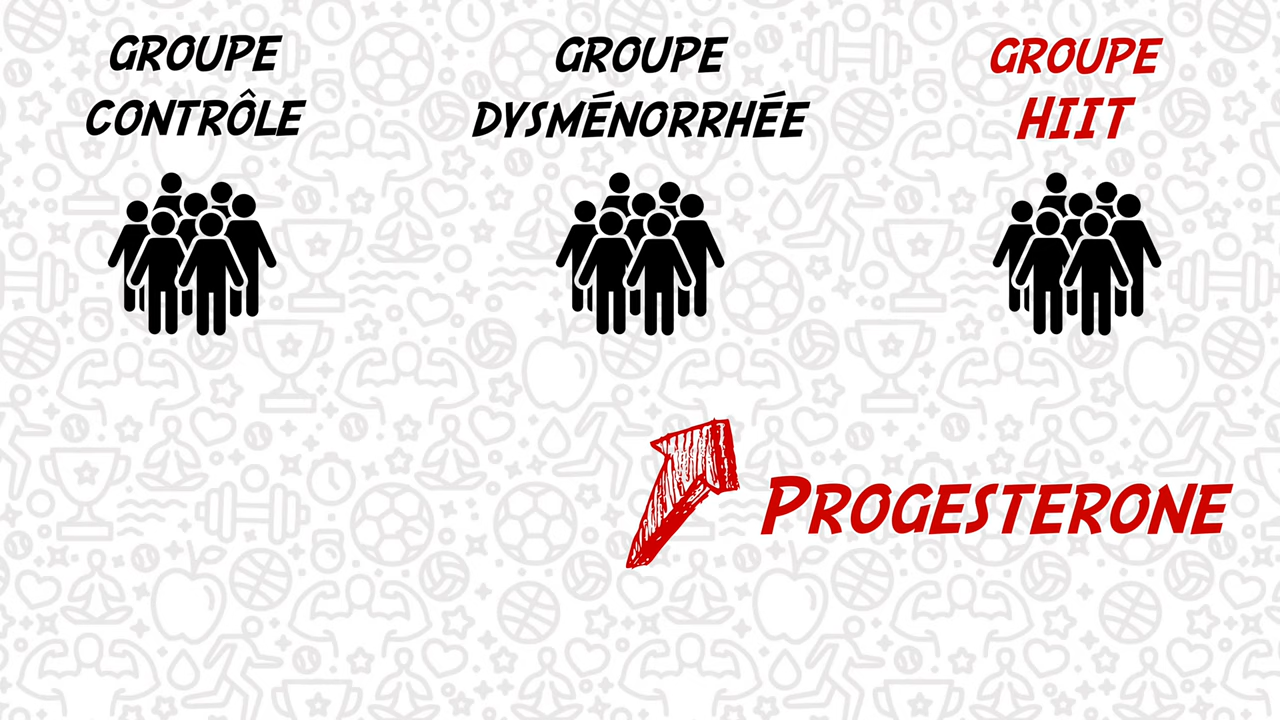 GROUPE
CONTRÔLE
GROUPE
DYSMÉNORRHÉE
GROUPE
HIIT
PROGESTERONE